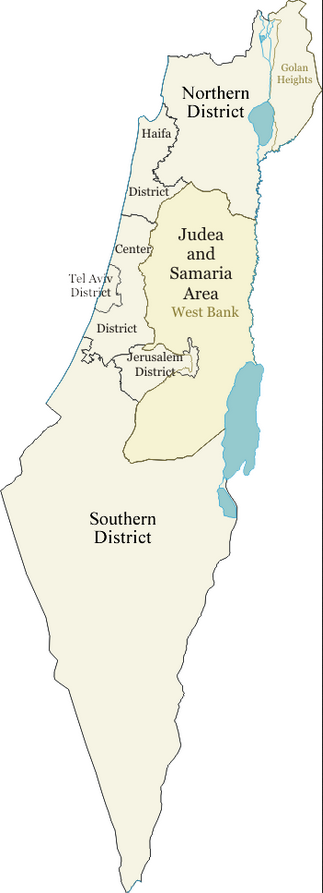 Golan
Heights
Northern
District
Haifa
District
Judea
and
Samaria
Area
West Bank
Center
District
Tel Aviv
District
Jerusalem
District
Southern
District